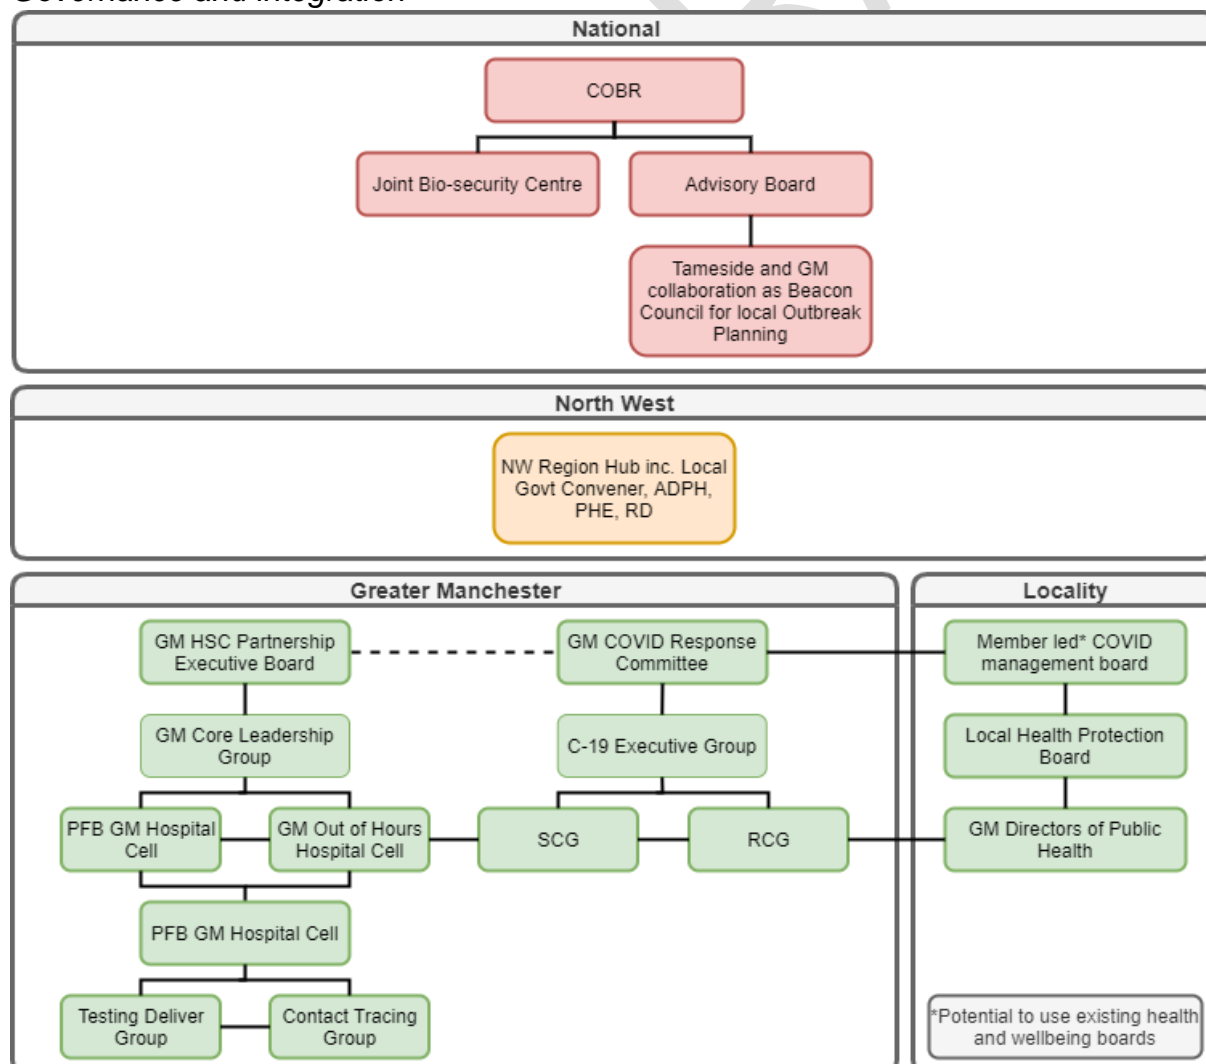 Governance and integration
National
COBR
Joint Bio-security Centre
Advisory Board
Tameside and GM
collaboration as Beacon
Council for local Outbreak
Planning
North West
NW Region Hub inc. Local
Govt Convener, ADPH,
PHE, RD
Greater Manchester
GM HSC Partnership
Executive Board
GM COVID Response
Committee
GM Core Leadership
Group
C-19 Executive Group
PFB GM Hospital
Cell
GM Out of Hours
Hospital Cell
SCG
RCG
PFB GM Hospital Cell
Testing Deliver
Group
Contact Tracing
Group
Locality
Member led* COVID
management board
Local Health Protection
Board
GM Directors of Public
Health
*Potential to use existing health
and wellbeing boards